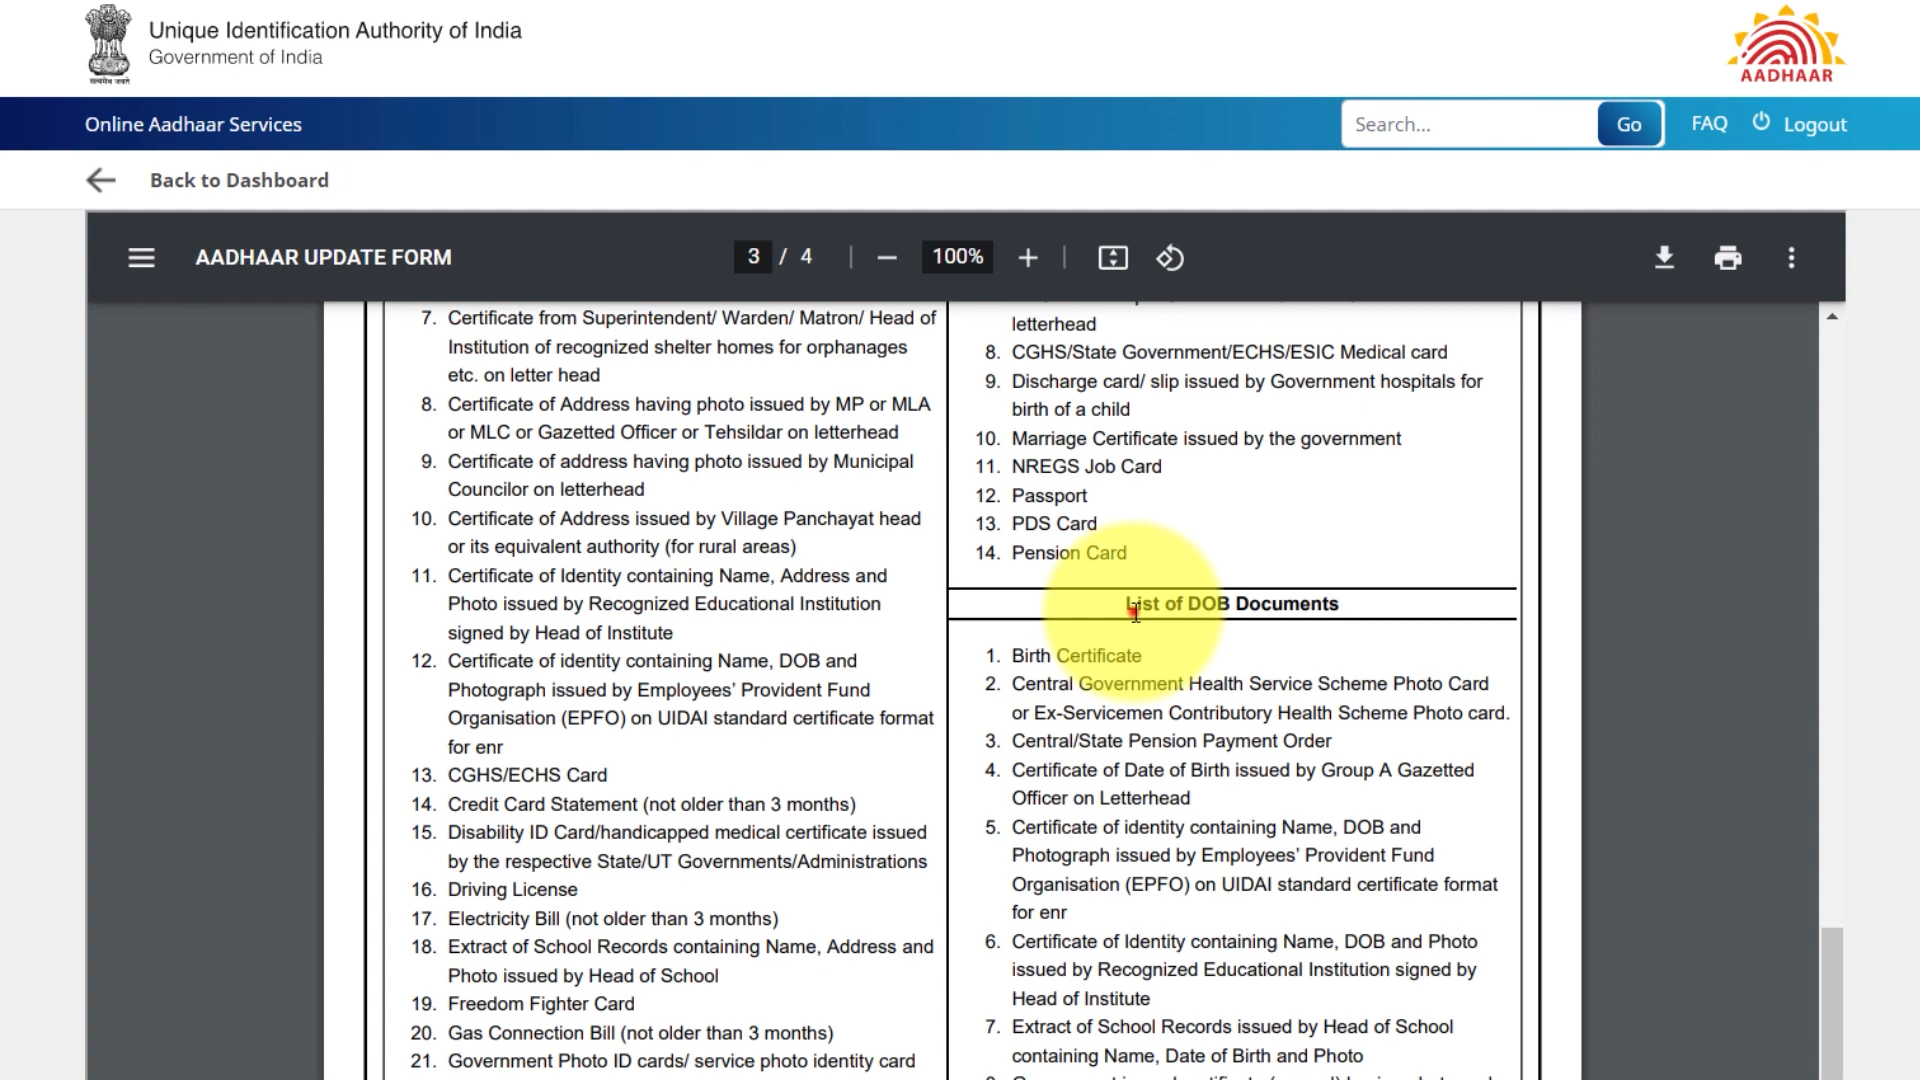 Unique Identification Authority of India
Government of India
सत्यमेव जयते
AADHAAR
Online Aadhaar Services
Search...
Go
FAQ
Logout
Back to Dashboard
AADHAAR UPDATE FORM
3 / 4
100%
7. Certificate from Superintendent/ Warden/ Matron/ Head of
Institution of recognized shelter homes for orphanages
etc. on letter head
8. Certificate of Address having photo issued by MP or MLA
or MLC or Gazetted Officer or Tehsildar on letterhead
9. Certificate of address having photo issued by Municipal
Councilor on letterhead
10. Certificate of Address issued by Village Panchayat head
or its equivalent authority (for rural areas)
11. Certificate of Identity containing Name, Address and
Photo issued by Recognized Educational Institution
signed by Head of Institute
12. Certificate of identity containing Name, DOB and
Photograph issued by Employees’ Provident Fund
Organisation (EPFO) on UIDAI standard certificate format
for enr
13. CGHS/ECHS Card
14. Credit Card Statement (not older than 3 months)
15. Disability ID Card/handicapped medical certificate issued
by the respective State/UT Governments/Administrations
16. Driving License
17. Electricity Bill (not older than 3 months)
18. Extract of School Records containing Name, Address and
Photo issued by Head of School
19. Freedom Fighter Card
20. Gas Connection Bill (not older than 3 months)
21. Government Photo ID cards/ service photo identity card
letterhead
8. CGHS/State Government/ECHS/ESIC Medical card
9. Discharge card/ slip issued by Government hospitals for
birth of a child
10. Marriage Certificate issued by the government
11. NREGS Job Card
12. Passport
13. PDS Card
14. Pension Card
List of DOB Documents
1. Birth Certificate
2. Central Government Health Service Scheme Photo Card
or Ex-Servicemen Contributory Health Scheme Photo card.
3. Central/State Pension Payment Order
4. Certificate of Date of Birth issued by Group A Gazetted
Officer on Letterhead
5. Certificate of identity containing Name, DOB and
Photograph issued by Employees’ Provident Fund
Organisation (EPFO) on UIDAI standard certificate format
for enr
6. Certificate of Identity containing Name, DOB and Photo
issued by Recognized Educational Institution signed by
Head of Institute
7. Extract of School Records issued by Head of School
containing Name, Date of Birth and Photo